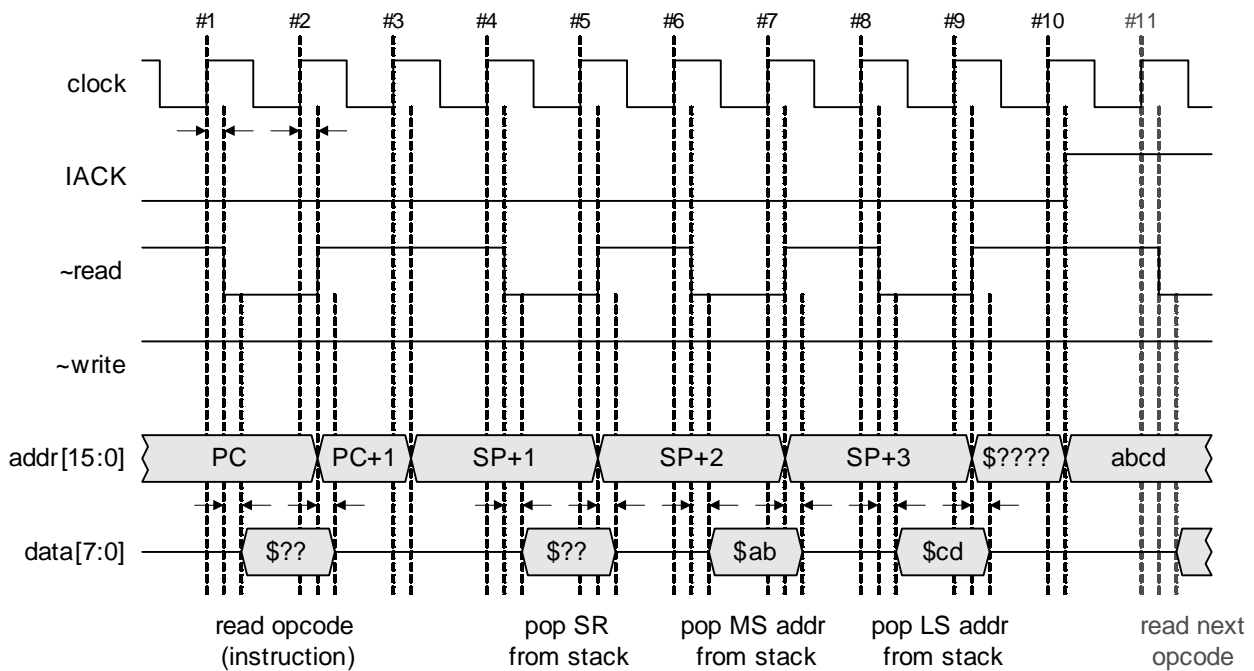 #1 #2 #3 #4 #5 #6 #7 #8 #9 #10 #11
clock
IACK
~read
~write
addr[15:0] PC PC+1 SP+1 SP+2 SP+3 $???? abcd
data[7:0] $?? $?? $ab $cd
read opcode pop SR pop MS addr pop LS addr read next
(instruction) from stack from stack from stack opcode